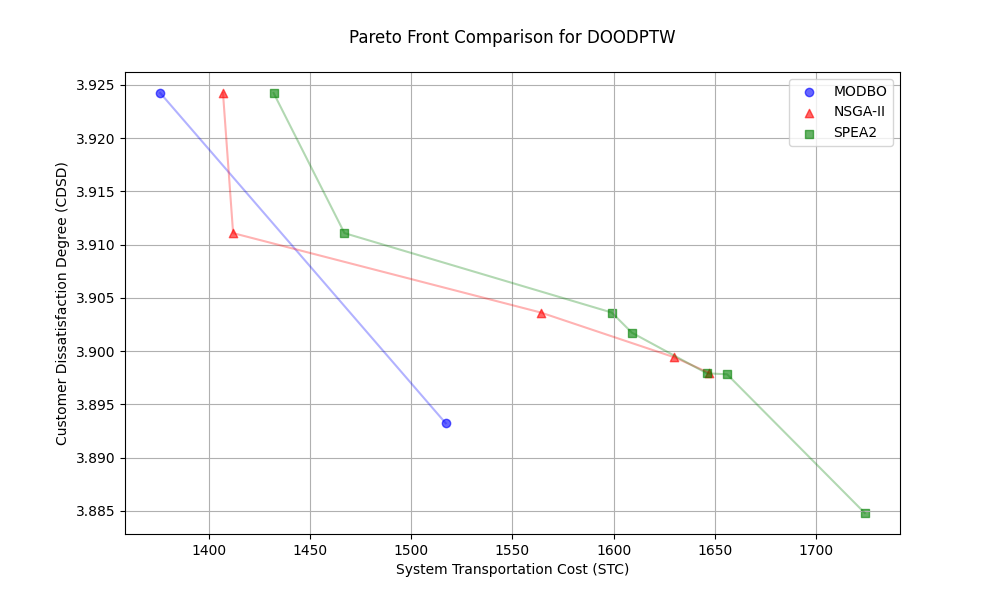 Pareto Front Comparison for DOODPTW
MODBO
NSGA-II
SPEA2
Customer Dissatisfaction Degree (CDSD)
3.925
3.920
3.915
3.910
3.905
3.900
3.895
3.890
3.885
1400 1450 1500 1550 1600 1650 1700
System Transportation Cost (STC)